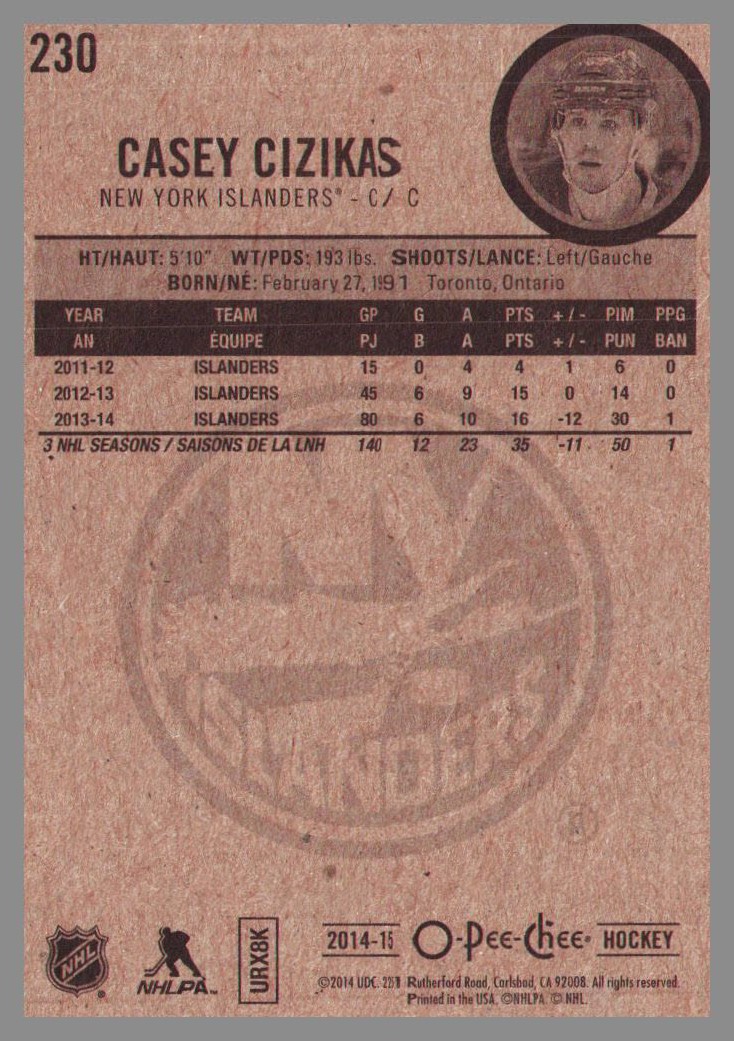 230
CASEY CIZIKAS
NEW YORK ISLANDERS® - C/ C
HT/HAUT: 5'10" WT/PDS: 193 lbs. SHOOTS/LANCE: Left/Gauche
BORN/NÉ: February 27, 1991 Toronto, Ontario
YEAR TEAM GP G A PTS +/- PIM PPG
AN ÉQUIPE PJ B A PTS +/- PUN BAN
2011-12 ISLANDERS 15 0 4 4 1 6 0
2012-13 ISLANDERS 45 6 9 15 0 14 0
2013-14 ISLANDERS 80 6 10 16 -12 30 1
3 NHL SEASONS / SAISONS DE LA LNH 140 12 23 35 -11 50 1
NY
ISLANDERS
®
NHL
NHLPA™
URX8K
2014-15 O-Pee-Chee® HOCKEY
©2014 UDC. Rutherford Road, Carlsbad, CA 92008. All rights reserved.
Printed in the USA. ©NHLPA. © NHL.